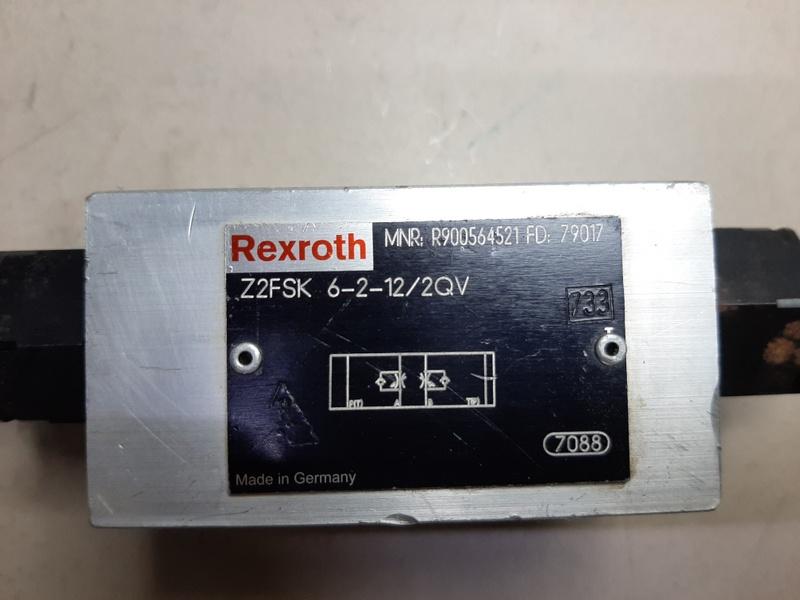 Rexroth
MNR: R900564521 FD: 79017
Z2FSK 6-2-12/2QV
733
P(T) A B T(P)
7088
Made in Germany